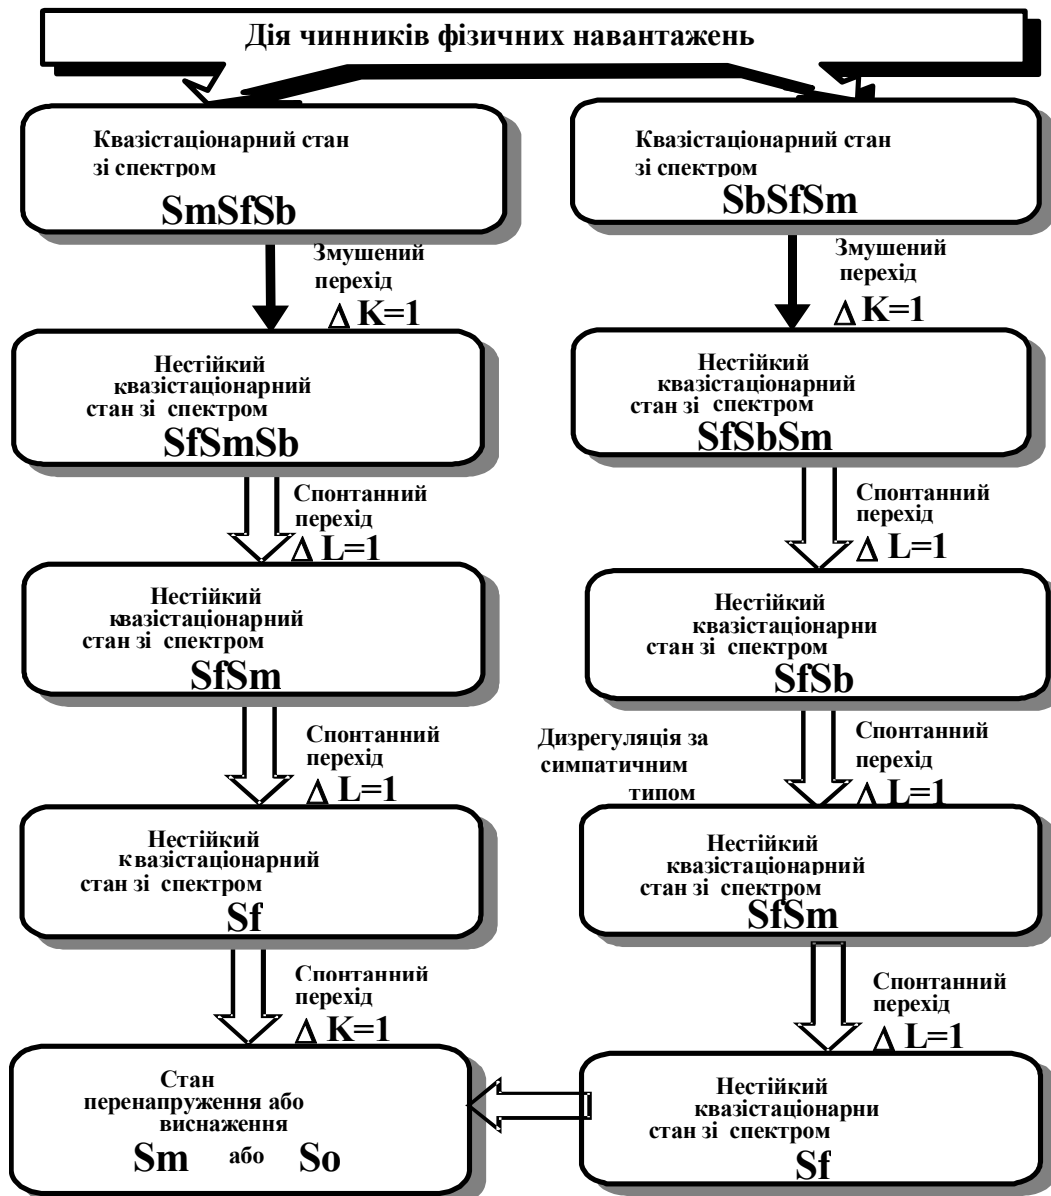 Дія чинників фізичних навантажень
Квазістаціонарний стан
зі спектром
SmSfSb
Змушений
перехід
Δ K=1
Нестійкий
квазістаціонарний
стан зі спектром
SfSmSb
Спонтанний
перехід
Δ L=1
Нестійкий
квазістаціонарний
стан зі спектром
SfSm
Спонтанний
перехід
Δ L=1
Нестійкий
квазістаціонарний
стан зі спектром
Sf
Спонтанний
перехід
Δ K=1
Стан
перенапруження або
виснаження
Sm або So
Квазістаціонарний стан
зі спектром
SbSfSm
Змушений
перехід
Δ K=1
Нестійкий
квазістаціонарний
стан зі спектром
SfSbSm
Спонтанний
перехід
Δ L=1
Нестійкий
квазістаціонарни
стан зі спектром
SfSb
Дизрегуляція за
симпатичним
типом
Спонтанний
перехід
Δ L=1
Нестійкий
квазістаціонарний
стан зі спектром
SfSm
Спонтанний
перехід
Δ L=1
Нестійкий
квазістаціонарни
стан зі спектром
Sf